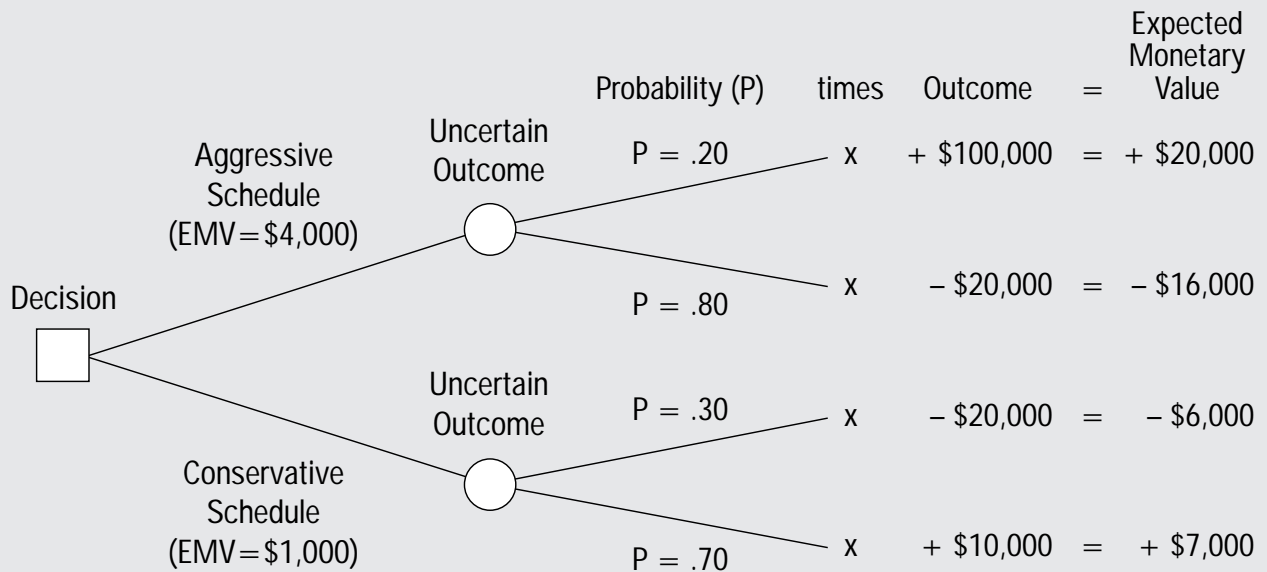 Expected
Monetary
Probability (P) times Outcome = Value
Uncertain
Outcome
P = .20 x + $100,000 = + $20,000
Aggressive
Schedule
(EMV=$4,000)
P = .80 x – $20,000 = – $16,000
Decision
Uncertain
Outcome
P = .30 x – $20,000 = – $6,000
Conservative
Schedule
(EMV=$1,000)
P = .70 x + $10,000 = + $7,000